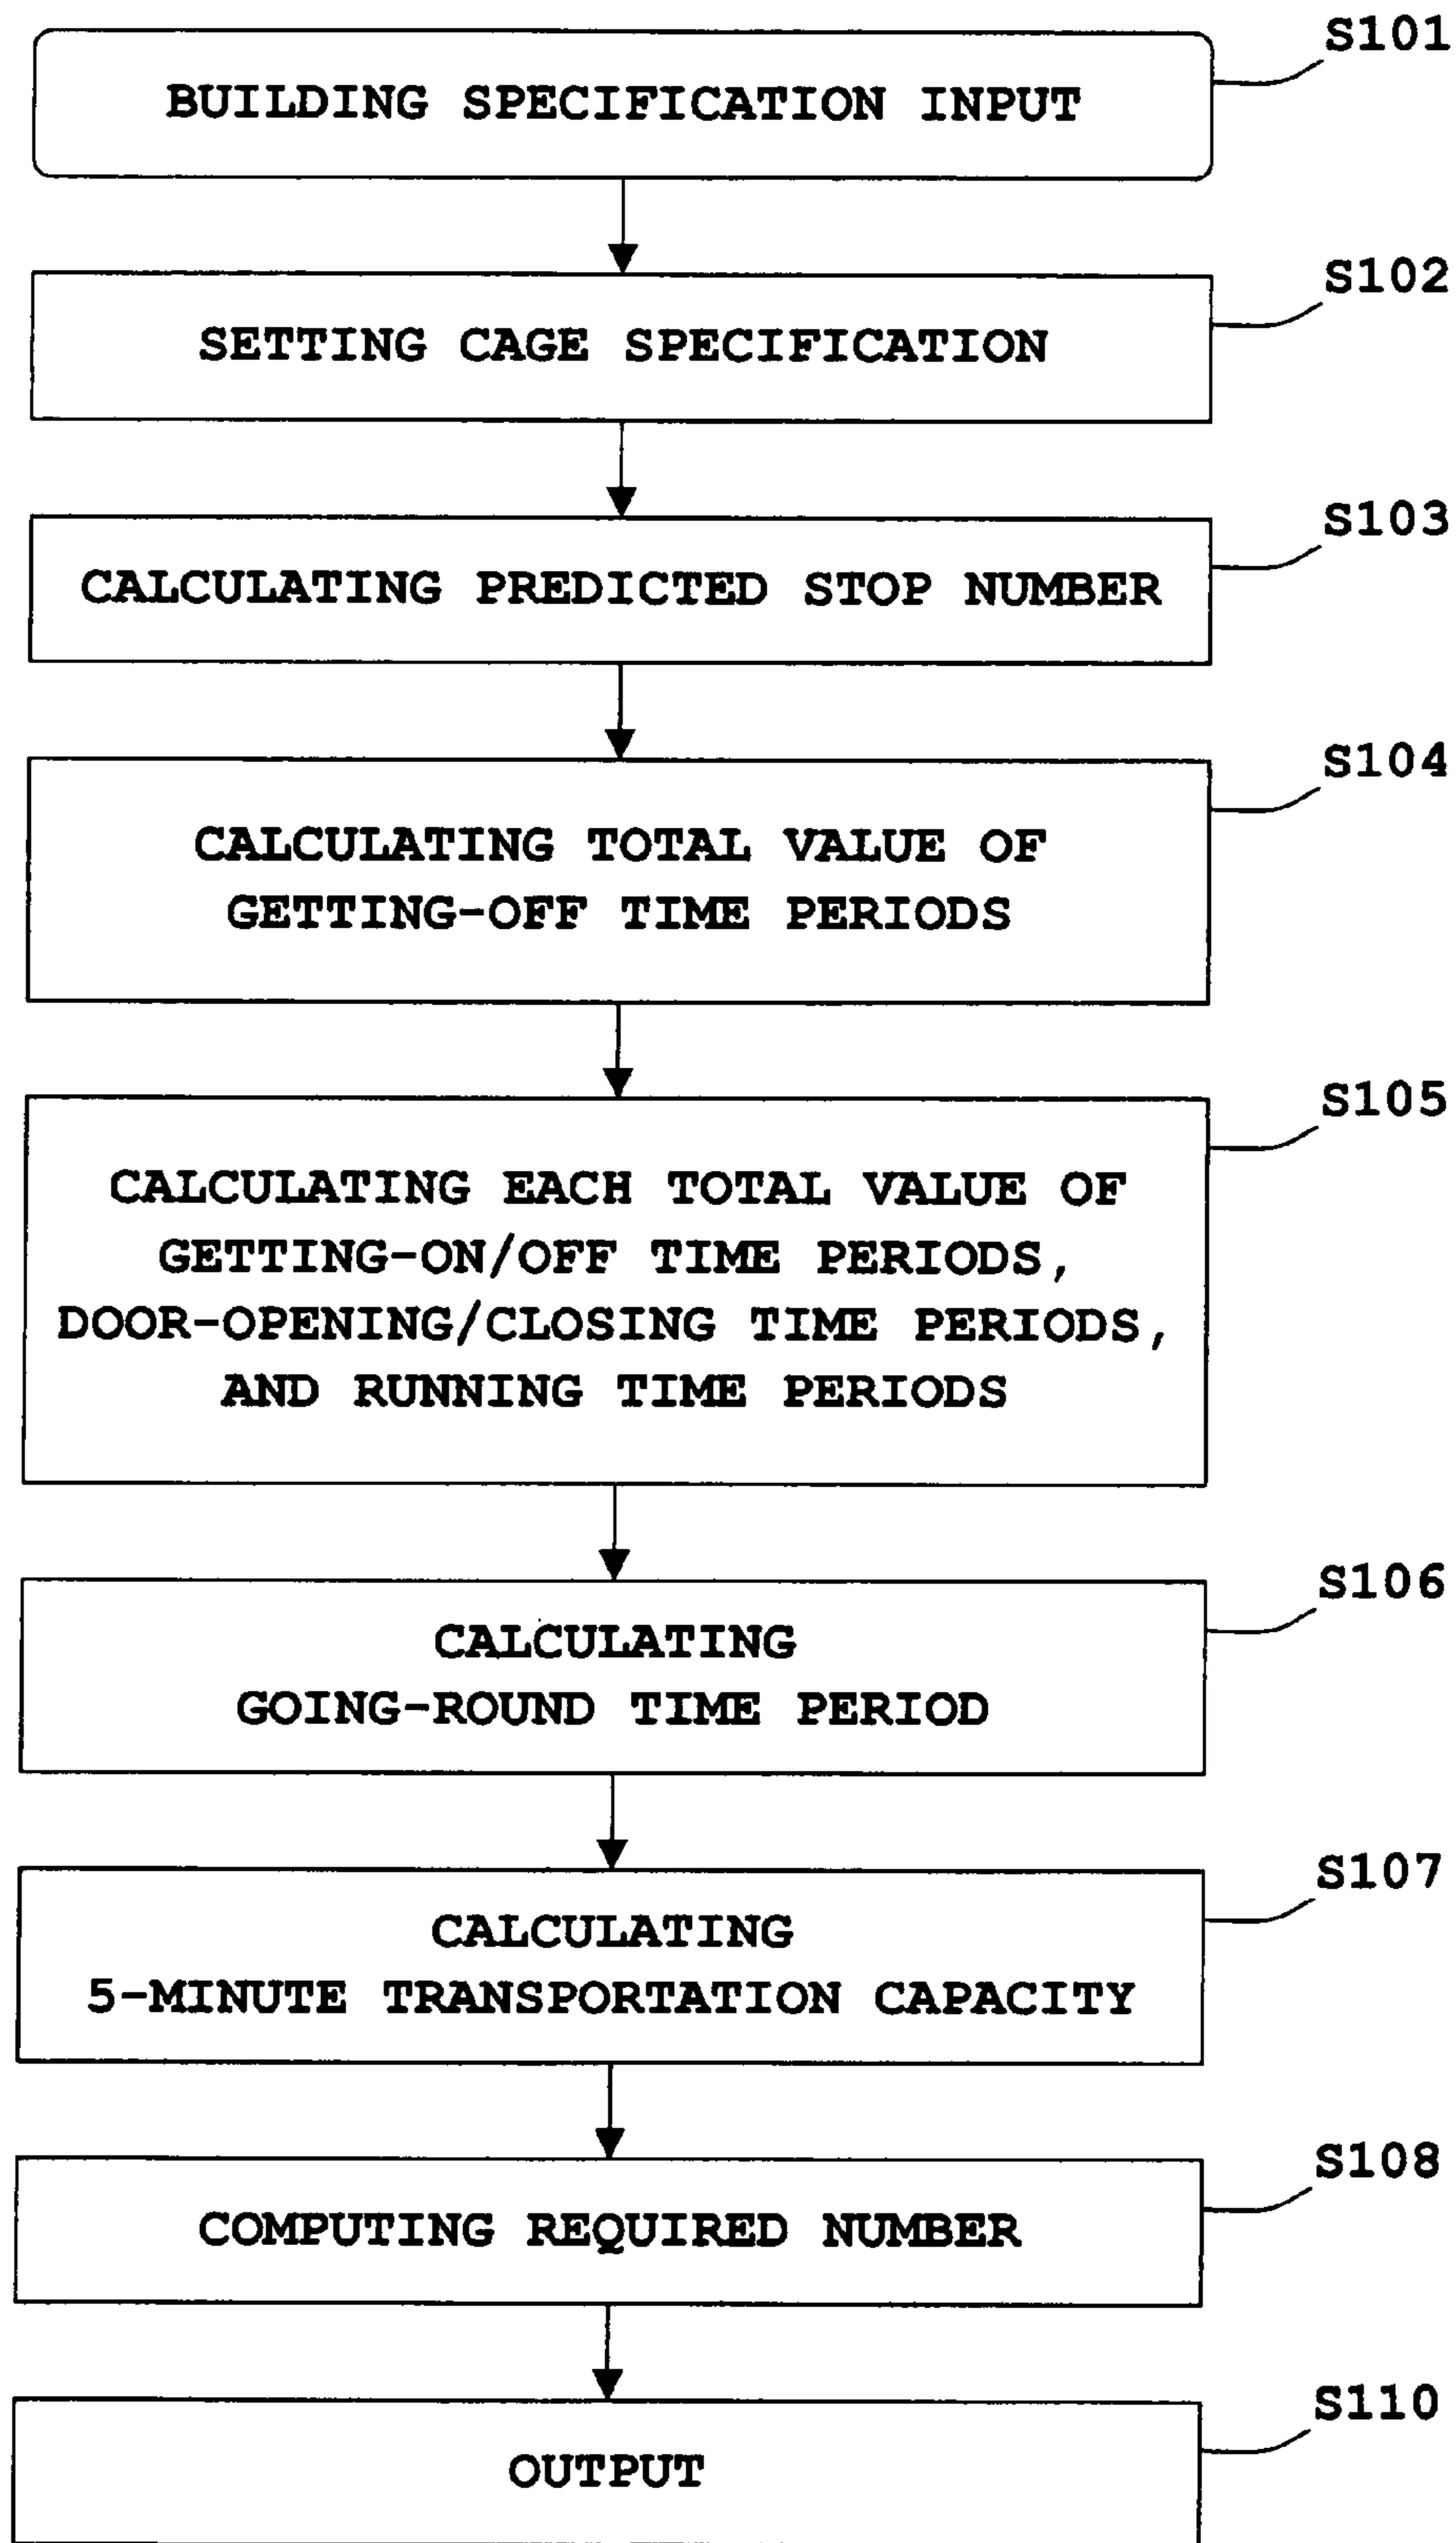 S101
BUILDING SPECIFICATION INPUT
S102
SETTING CAGE SPECIFICATION
S103
CALCULATING PREDICTED STOP NUMBER
S104
CALCULATING TOTAL VALUE OF
GETTING-OFF TIME PERIODS
S105
CALCULATING EACH TOTAL VALUE OF
GETTING-ON/OFF TIME PERIODS,
DOOR-OPENING/CLOSING TIME PERIODS,
AND RUNNING TIME PERIODS
S106
CALCULATING
GOING-ROUND TIME PERIOD
S107
CALCULATING
5-MINUTE TRANSPORTATION CAPACITY
S108
COMPUTING REQUIRED NUMBER
S110
OUTPUT